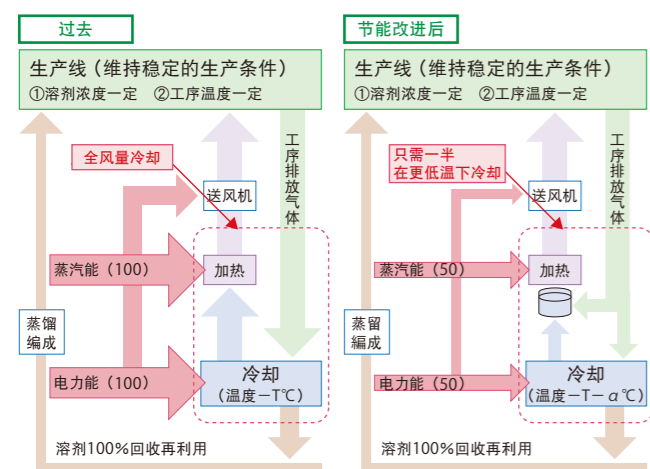 过去
生产线（维持稳定的生产条件）
①溶剂浓度一定 ②工序温度一定
全风量冷却
工序排放气体
送风机
蒸汽能（100）
加热
蒸馏
编成
电力能（100）
冷却
（温度－T℃）
溶剂100%回收再利用
节能改进后
生产线（维持稳定的生产条件）
①溶剂浓度一定 ②工序温度一定
只需一半
在更低温下冷却
工序排放气体
送风机
蒸汽能（50）
加热
蒸留
編成
电力能（50）
冷却
（温度－T－α℃）
溶剂100%回收再利用